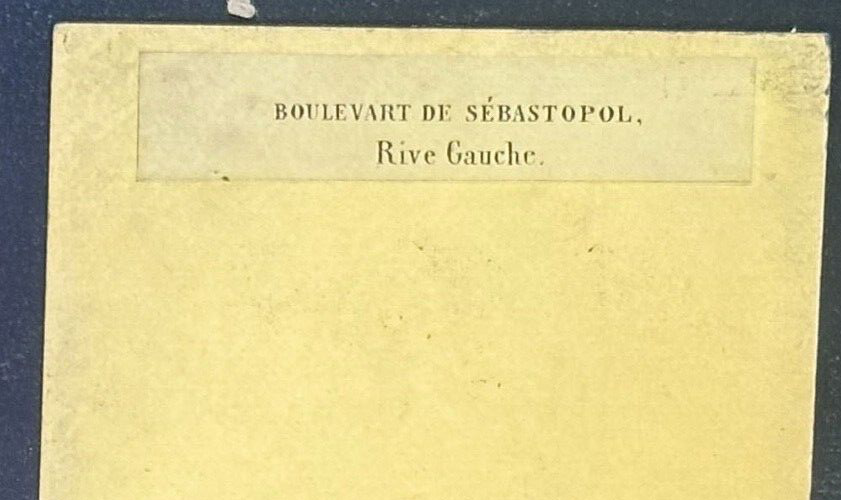 BOULEVART DE SÉBASTOPOL,
Rive Gauche.